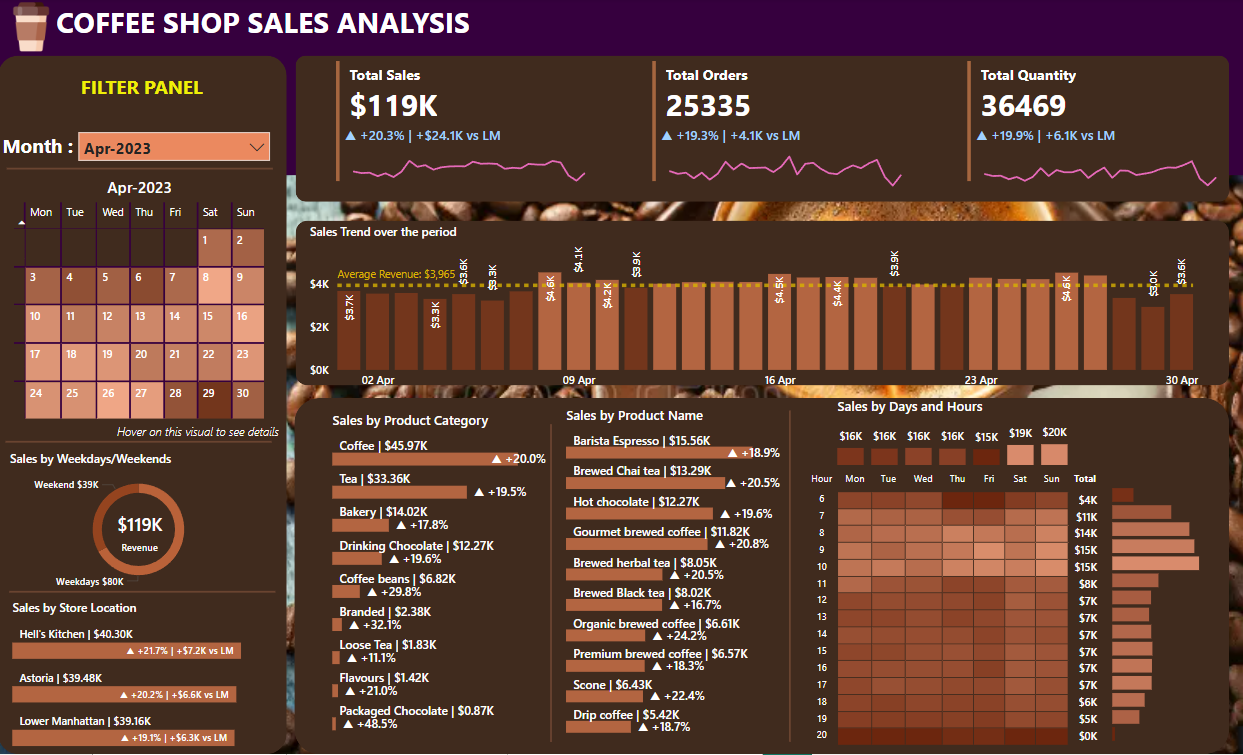 COFFEE SHOP SALES ANALYSIS
FILTER PANEL
Month : Apr-2023
Apr-2023
Mon Tue Wed Thu Fri Sat Sun
1 2
3 4 5 6 7 8 9
10 11 12 13 14 15 16
17 18 19 20 21 22 23
24 25 26 27 28 29 30
Hover on this visual to see details
Sales by Weekdays/Weekends
Weekend $39K
$119K
Revenue
Weekdays $80K
Sales by Store Location
Hell's Kitchen | $40.30K
▲ +21.7% | +$7.2K vs LM
Astoria | $39.48K
▲ +20.2% | +$6.6K vs LM
Lower Manhattan | $39.16K
▲ +19.1% | +$6.3K vs LM
Total Sales
$119K
▲ +20.3% | +$24.1K vs LM
Total Orders
25335
▲ +19.3% | +4.1K vs LM
Total Quantity
36469
▲ +19.9% | +6.1K vs LM
Sales Trend over the period
Average Revenue: $3,965
$4K
$2K
$0K
$3.7K $3.3K $3.6K $3.3K $4.6K $4.1K $4.2K $3.9K $4.5K $4.4K $3.9K $4.6K $3.0K $3.6K
02 Apr 09 Apr 16 Apr 23 Apr 30 Apr
Sales by Product Category
Coffee | $45.97K
▲ +20.0%
Tea | $33.36K
▲ +19.5%
Bakery | $14.02K
▲ +17.8%
Drinking Chocolate | $12.27K
▲ +19.6%
Coffee beans | $6.82K
▲ +29.8%
Branded | $2.38K
▲ +32.1%
Loose Tea | $1.83K
▲ +11.1%
Flavours | $1.42K
▲ +21.0%
Packaged Chocolate | $0.87K
▲ +48.5%
Sales by Product Name
Barista Espresso | $15.56K
▲ +18.9%
Brewed Chai tea | $13.29K
▲ +20.5%
Hot chocolate | $12.27K
▲ +19.6%
Gourmet brewed coffee | $11.82K
▲ +20.8%
Brewed herbal tea | $8.05K
▲ +20.5%
Brewed Black tea | $8.02K
▲ +16.7%
Organic brewed coffee | $6.61K
▲ +24.2%
Premium brewed coffee | $6.57K
▲ +18.3%
Scone | $6.43K
▲ +22.4%
Drip coffee | $5.42K
▲ +18.7%
Sales by Days and Hours
$16K $16K $16K $16K $15K $19K $20K
Hour Mon Tue Wed Thu Fri Sat Sun Total
6 $4K
7 $11K
8 $14K
9 $15K
10 $15K
11 $8K
12 $7K
13 $7K
14 $7K
15 $7K
16 $7K
17 $7K
18 $6K
19 $5K
20 $0K